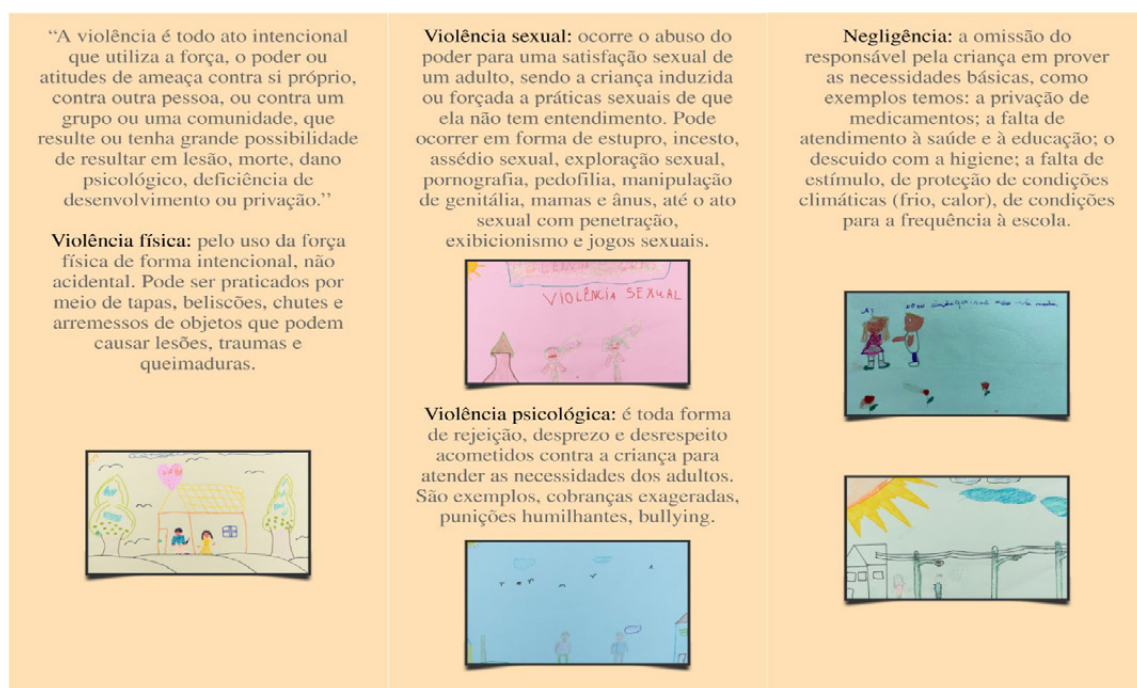 “A violência é todo ato intencional
que utiliza a força, o poder ou
atitudes de ameaça contra si próprio,
contra outra pessoa, ou contra um
grupo ou uma comunidade, que
resulte ou tenha grande possibilidade
de resultar em lesão, morte, dano
psicológico, deficiência de
desenvolvimento ou privação.’’
Violência física: pelo uso da força
física de forma intencional, não
acidental. Pode ser praticados por
meio de tapas, beliscões, chutes e
arremessos de objetos que podem
causar lesões, traumas e
queimaduras.
Violência sexual: ocorre o abuso do
poder para uma satisfação sexual de
um adulto, sendo a criança induzida
ou forçada a práticas sexuais de que
ela não tem entendimento. Pode
ocorrer em forma de estupro, incesto,
assédio sexual, exploração sexual,
pornografia, pedofilia, manipulação
de genitália, mamas e ânus, até o ato
sexual com penetração,
exibicionismo e jogos sexuais.
VIOLÊNCIA SEXUAL
Violência psicológica: é toda forma
de rejeição, desprezo e desrespeito
acometidos contra a criança para
atender as necessidades dos adultos.
São exemplos, cobranças exageradas,
punições humilhantes, bullying.
Negligência: a omissão do
responsável pela criança em prover
as necessidades básicas, como
exemplos temos: a privação de
medicamentos; a falta de
atendimento à saúde e à educação; o
descuido com a higiene; a falta de
estímulo, de proteção de condições
climáticas (frio, calor), de condições
para a frequência à escola.